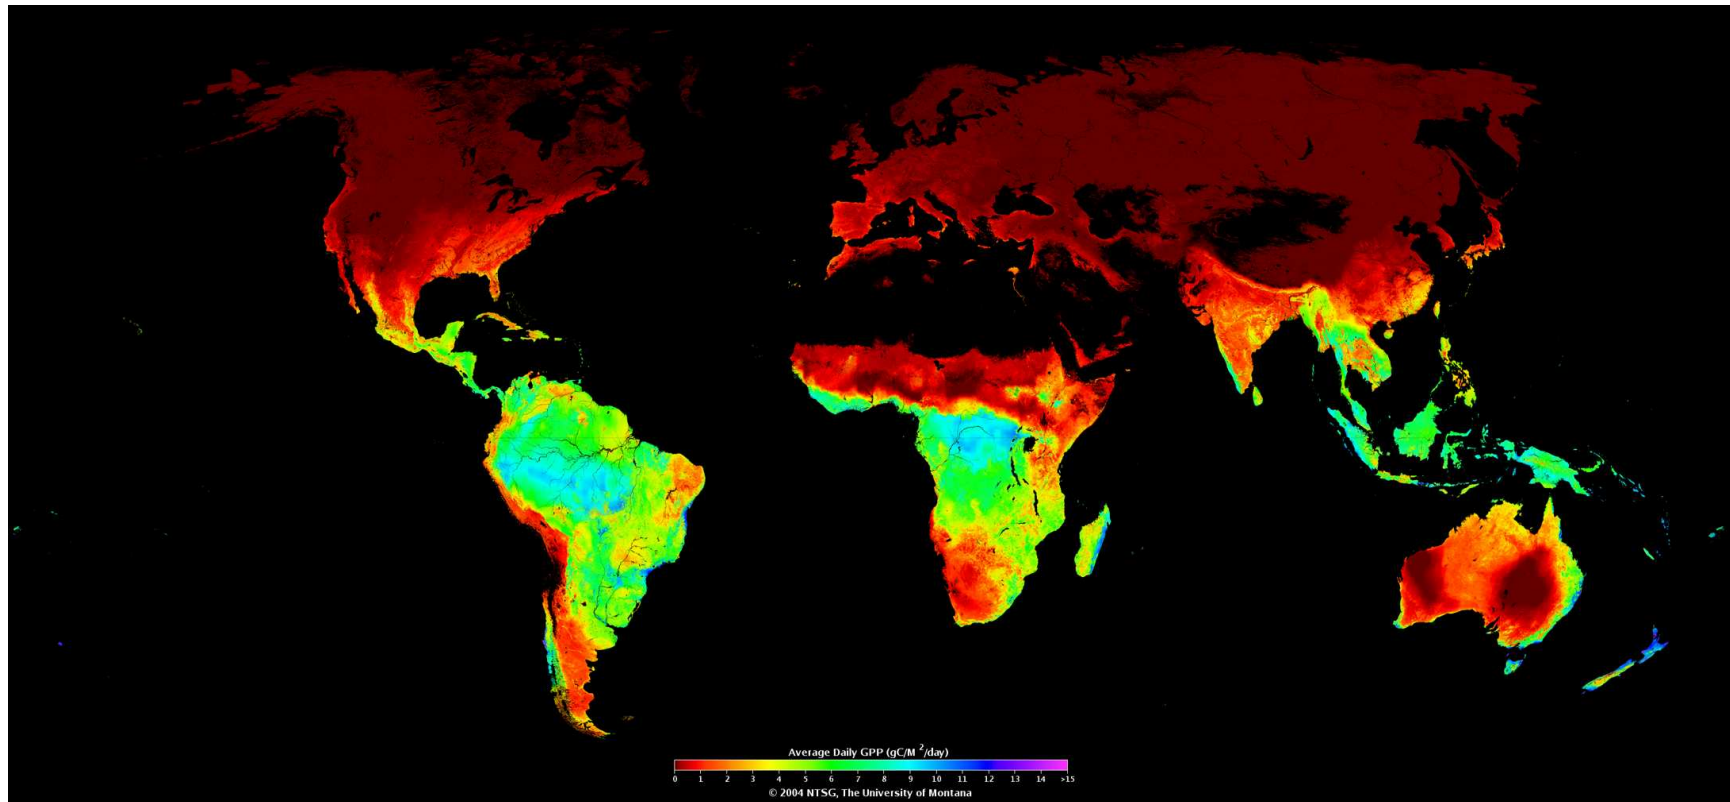 Average Daily GPP (gC/M ²/day)
0 1 2 3 4 5 6 7 8 9 10 11 12 13 14 >15
© 2004 NTSG, The University of Montana